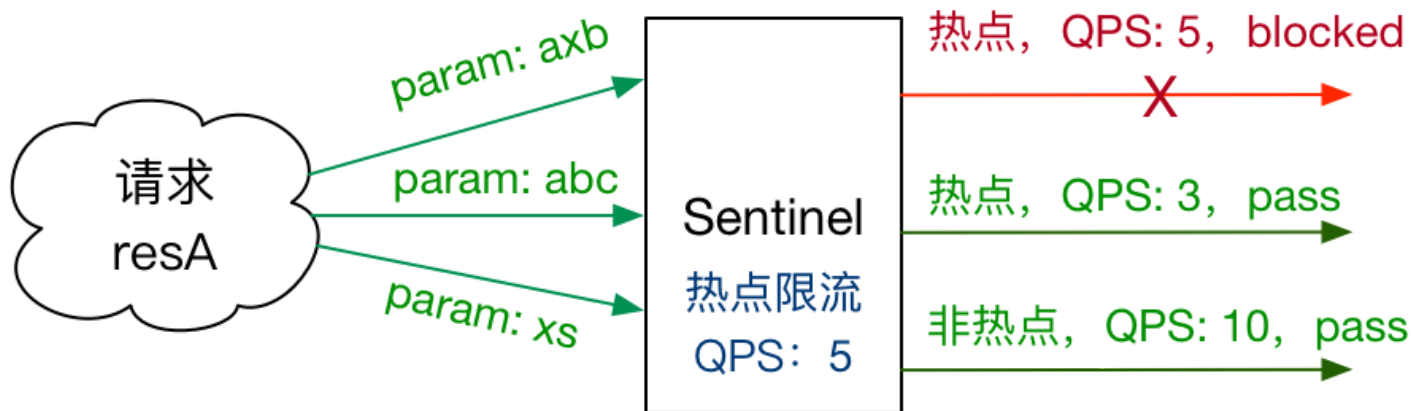 请求
resA
param: axb
param: abc
param: xs
Sentinel
热点限流
QPS：5
热点，QPS: 5，blocked
X
热点，QPS: 3，pass
非热点，QPS: 10，pass